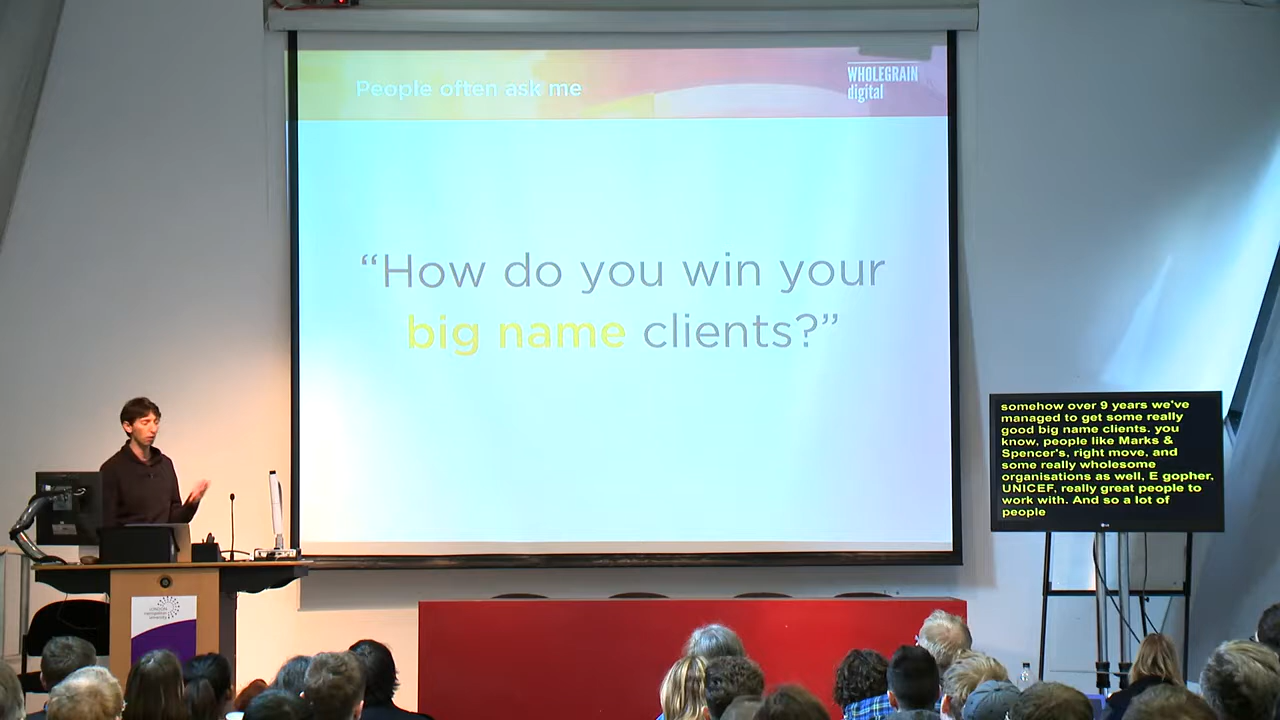 People often ask me
WHOLEGRAIN
digital
“How do you win your
big name clients?”
somehow over 9 years we've
managed to get some really
good big name clients. you
know, people like Marks &
Spencer's, right move, and
some really wholesome
organisations as well, E gopher,
UNICEF, really great people to
work with. And so a lot of
people
LONDON
metropolitan
university